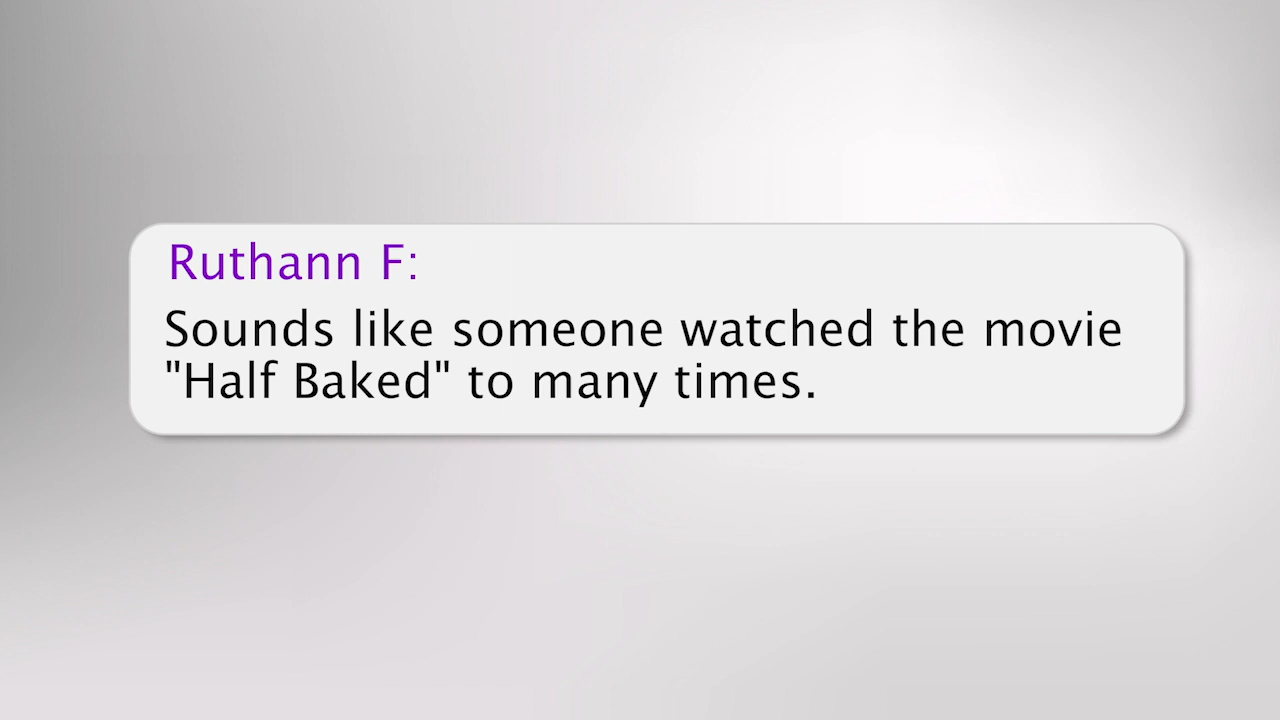 Ruthann F:
Sounds like someone watched the movie
"Half Baked" to many times.